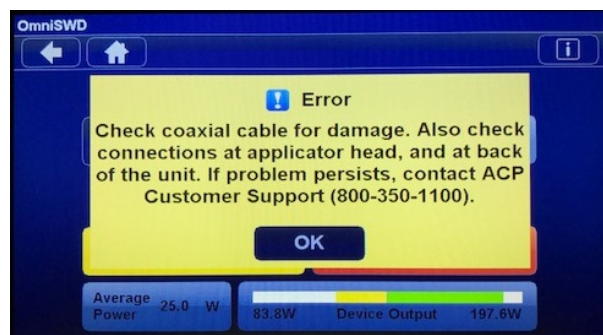 OmniSWD
i
! Error
Check coaxial cable for damage. Also check
connections at applicator head, and at back
of the unit. If problem persists, contact ACP
Customer Support (800-350-1100).
OK
Average Power 25.0 W
83.8W Device Output 197.6W